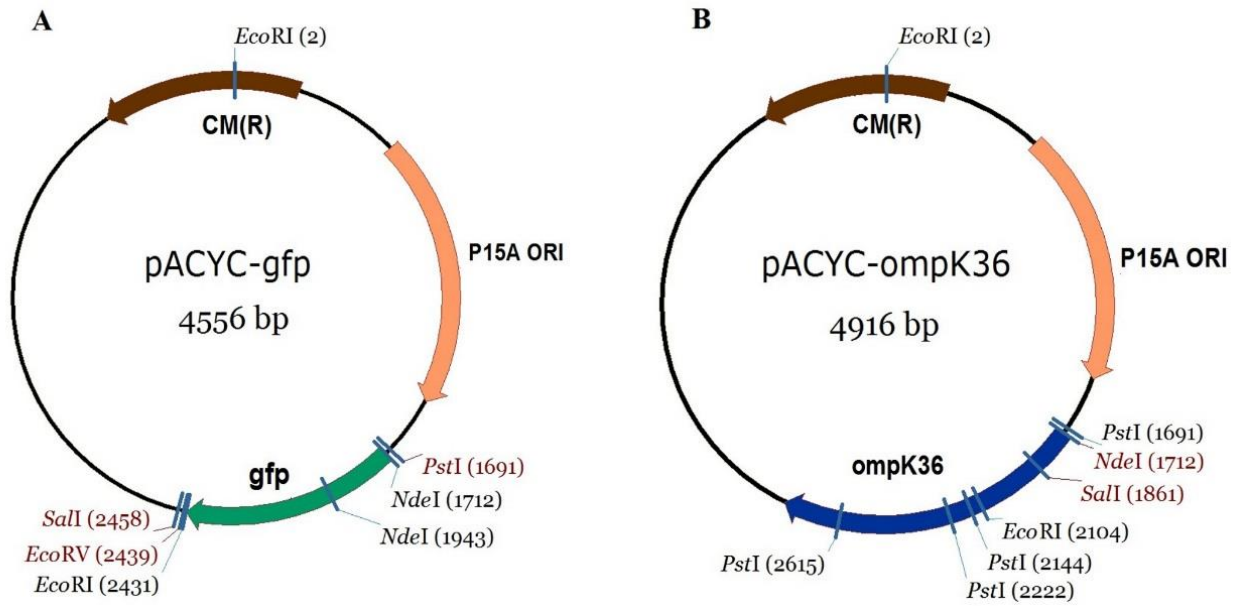 A
EcoRI (2)
CM(R)
P15A ORI
pACYC-gfp
4556 bp
gfp
PstI (1691)
NdeI (1712)
NdeI (1943)
SalI (2458)
EcoRV (2439)
EcoRI (2431)
B
EcoRI (2)
CM(R)
P15A ORI
pACYC-ompK36
4916 bp
ompK36
PstI (1691)
NdeI (1712)
SalI (1861)
EcoRI (2104)
PstI (2144)
PstI (2222)
PstI (2615)